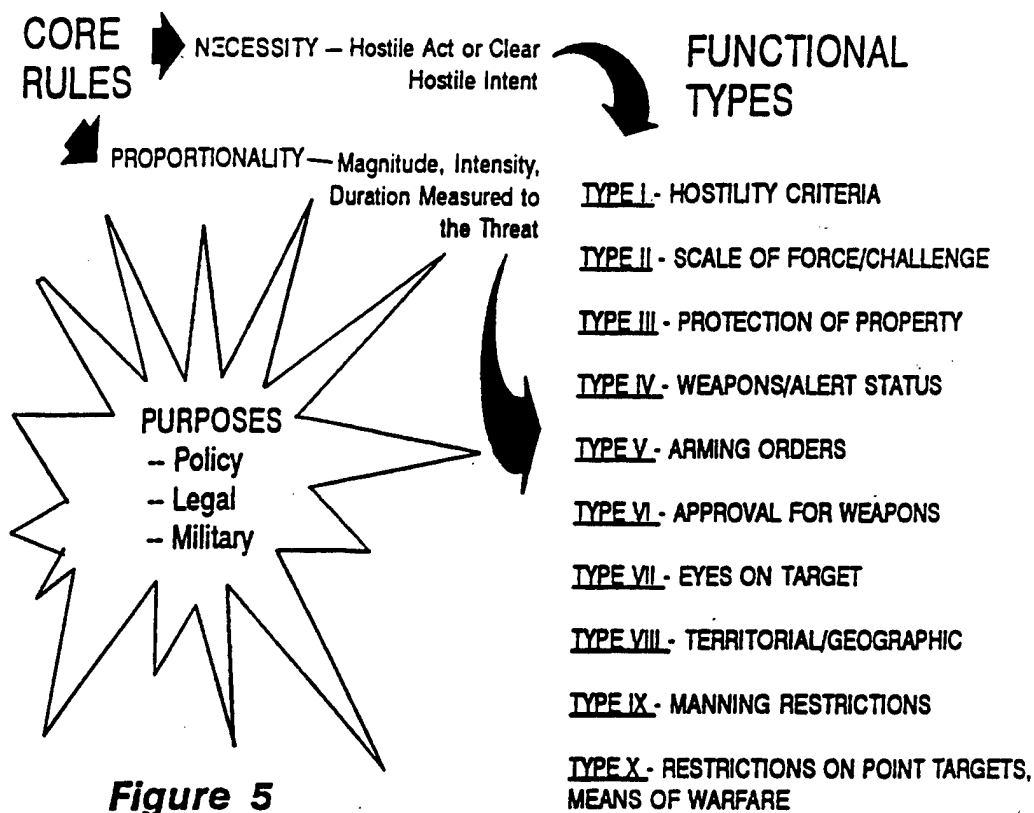 CORE
RULES
NECESSITY – Hostile Act or Clear
Hostile Intent
PROPORTIONALITY – Magnitude, Intensity,
Duration Measured to
the Threat
PURPOSES
– Policy
– Legal
– Military
Figure 5
FUNCTIONAL
TYPES
TYPE I - HOSTILITY CRITERIA
TYPE II - SCALE OF FORCE/CHALLENGE
TYPE III - PROTECTION OF PROPERTY
TYPE IV - WEAPONS/ALERT STATUS
TYPE V - ARMING ORDERS
TYPE VI - APPROVAL FOR WEAPONS
TYPE VII - EYES ON TARGET
TYPE VIII - TERRITORIAL/GEOGRAPHIC
TYPE IX - MANNING RESTRICTIONS
TYPE X - RESTRICTIONS ON POINT TARGETS,
MEANS OF WARFARE